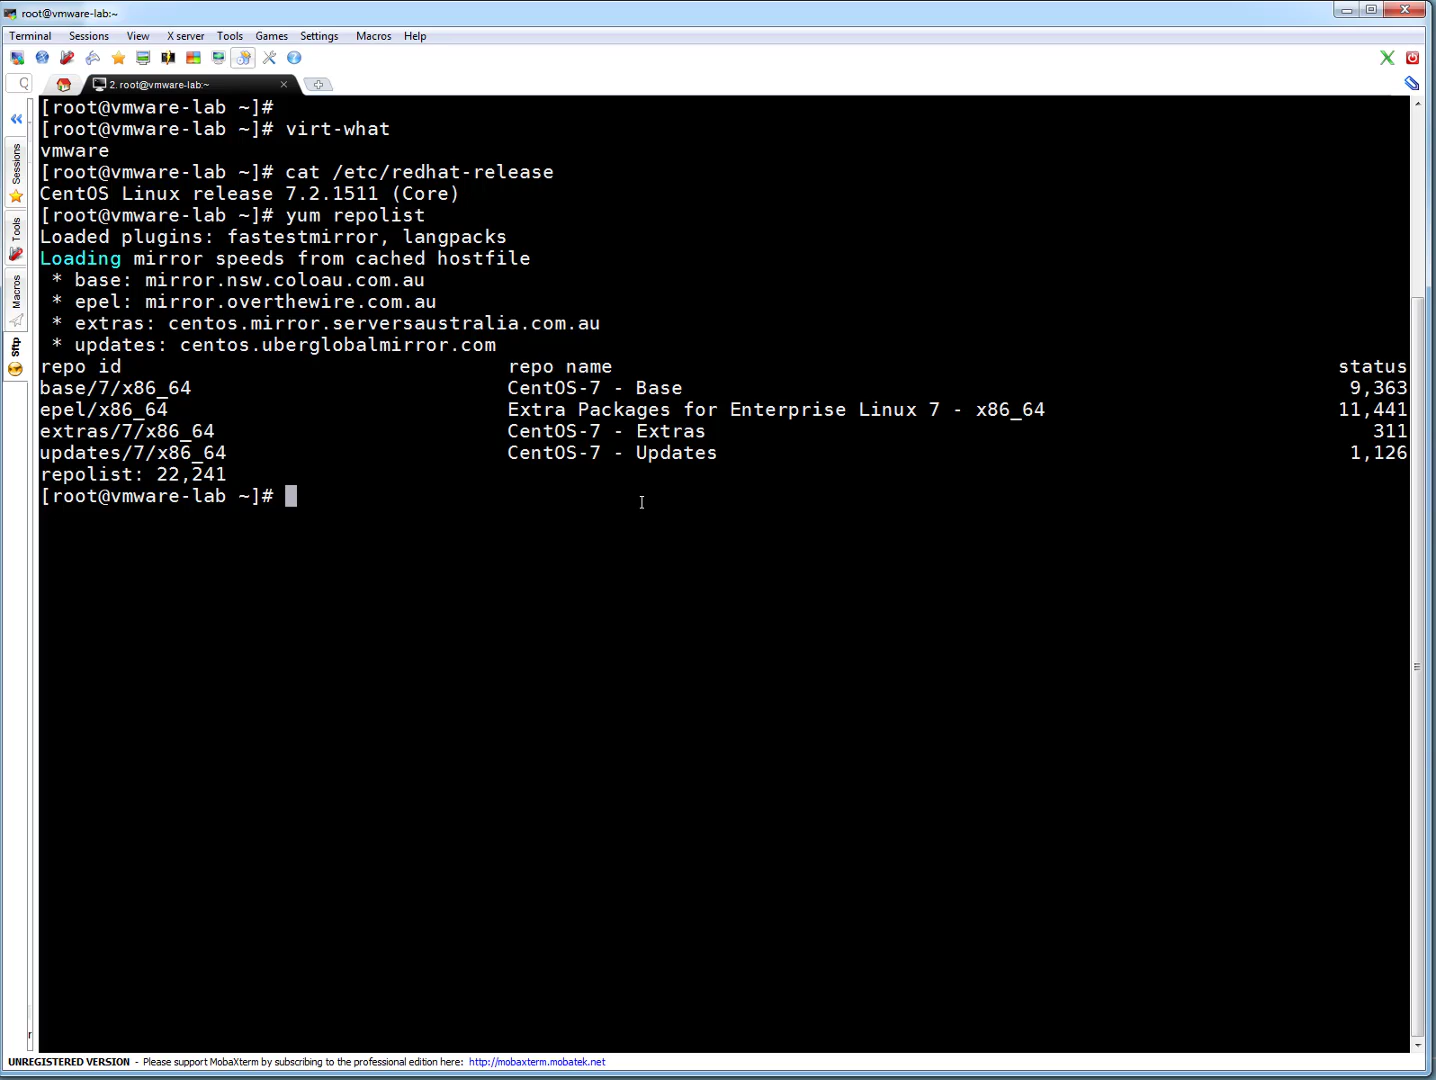 root@vmware-lab:~
Terminal Sessions View X server Tools Games Settings Macros Help
2. root@vmware-lab:~
Sessions
Tools
Macros
Sftp
[root@vmware-lab ~]#
[root@vmware-lab ~]# virt-what
vmware
[root@vmware-lab ~]# cat /etc/redhat-release
CentOS Linux release 7.2.1511 (Core)
[root@vmware-lab ~]# yum repolist
Loaded plugins: fastestmirror, langpacks
Loading mirror speeds from cached hostfile
 * base: mirror.nsw.coloau.com.au
 * epel: mirror.overthewire.com.au
 * extras: centos.mirror.serversaustralia.com.au
 * updates: centos.uberglobalmirror.com
repo id repo name status
base/7/x86_64 CentOS-7 - Base 9,363
epel/x86_64 Extra Packages for Enterprise Linux 7 - x86_64 11,441
extras/7/x86_64 CentOS-7 - Extras 311
updates/7/x86_64 CentOS-7 - Updates 1,126
repolist: 22,241
[root@vmware-lab ~]#
UNREGISTERED VERSION - Please support MobaXterm by subscribing to the professional edition here: http://mobaxterm.mobatek.net